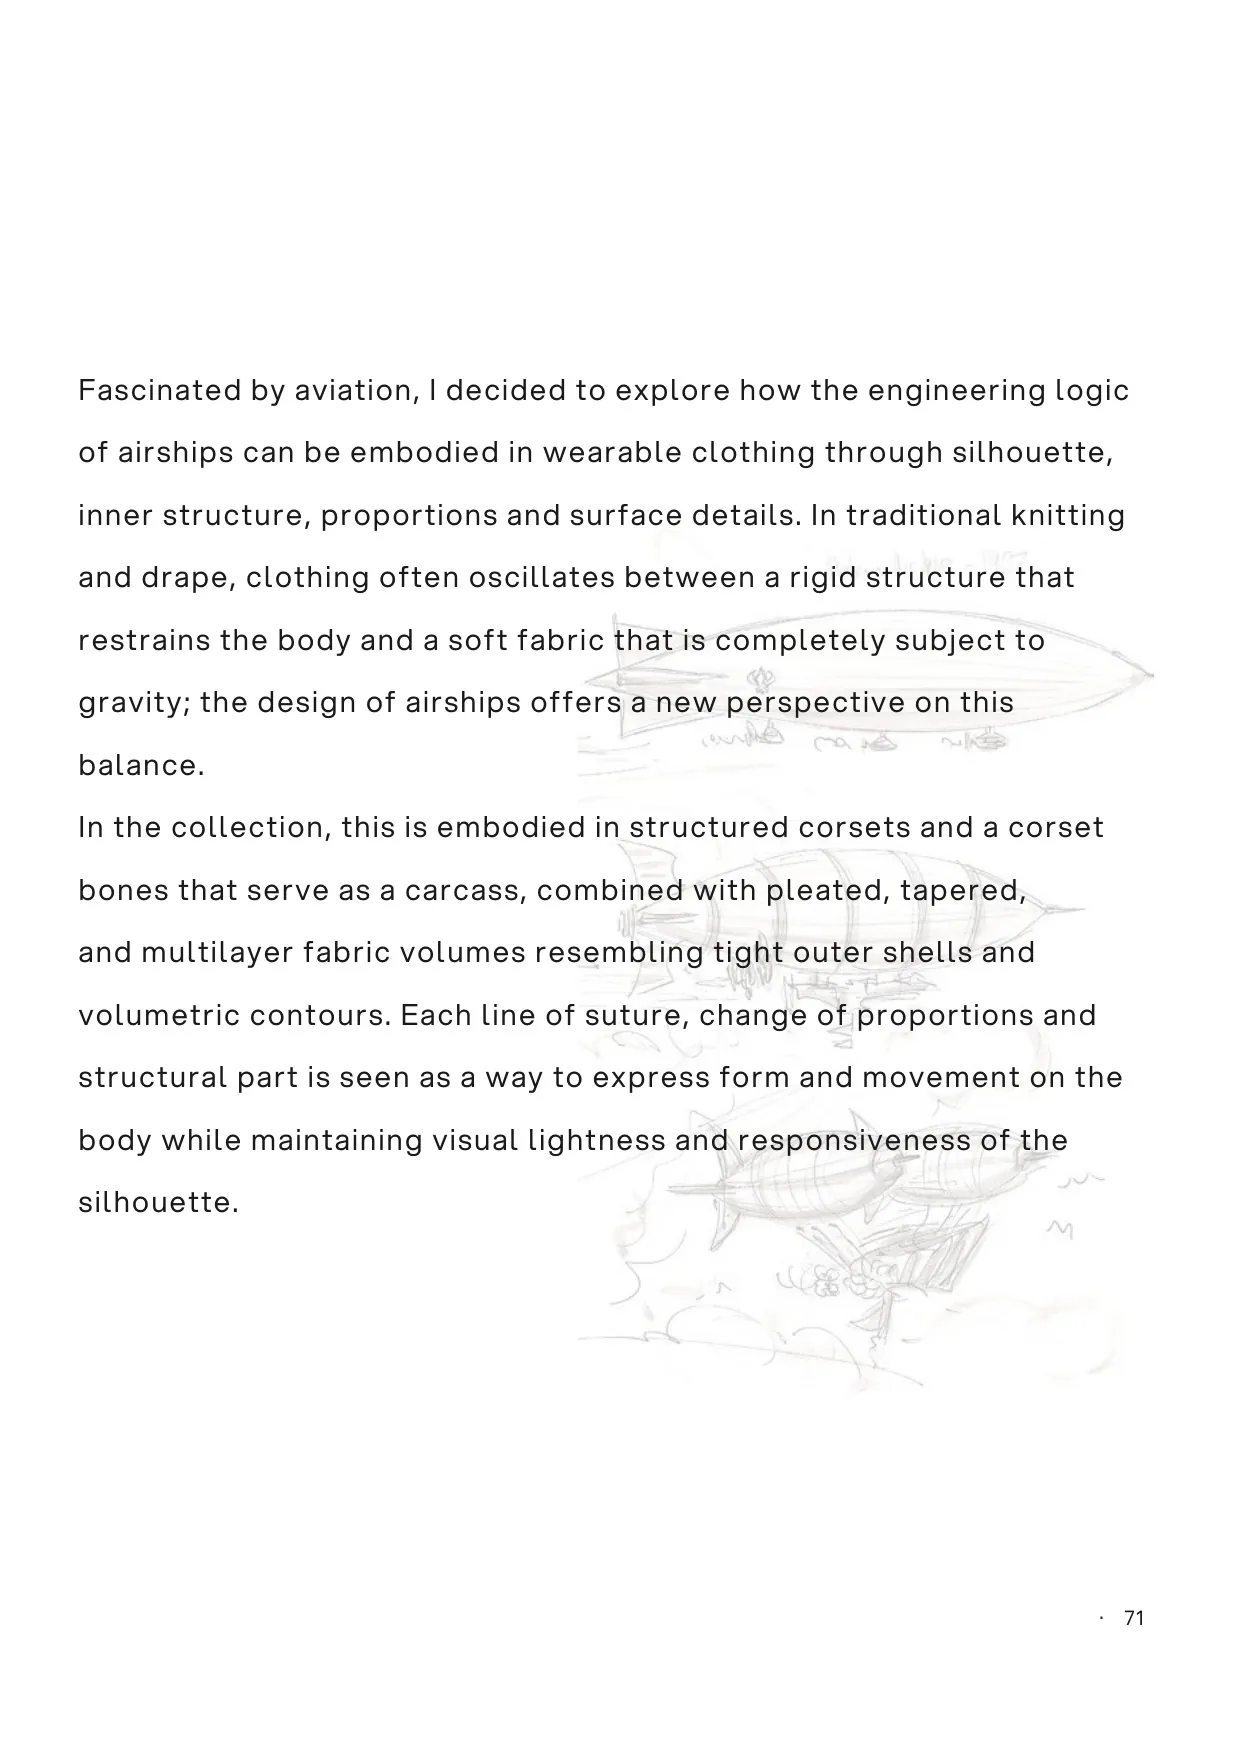 Fascinated by aviation, I decided to explore how the engineering logic
of airships can be embodied in wearable clothing through silhouette,
inner structure, proportions and surface details. In traditional knitting
and drape, clothing often oscillates between a rigid structure that
restrains the body and a soft fabric that is completely subject to
gravity; the design of airships offers a new perspective on this
balance.
In the collection, this is embodied in structured corsets and a corset
bones that serve as a carcass, combined with pleated, tapered,
and multilayer fabric volumes resembling tight outer shells and
volumetric contours. Each line of suture, change of proportions and
structural part is seen as a way to express form and movement on the
body while maintaining visual lightness and responsiveness of the
silhouette.
· 71